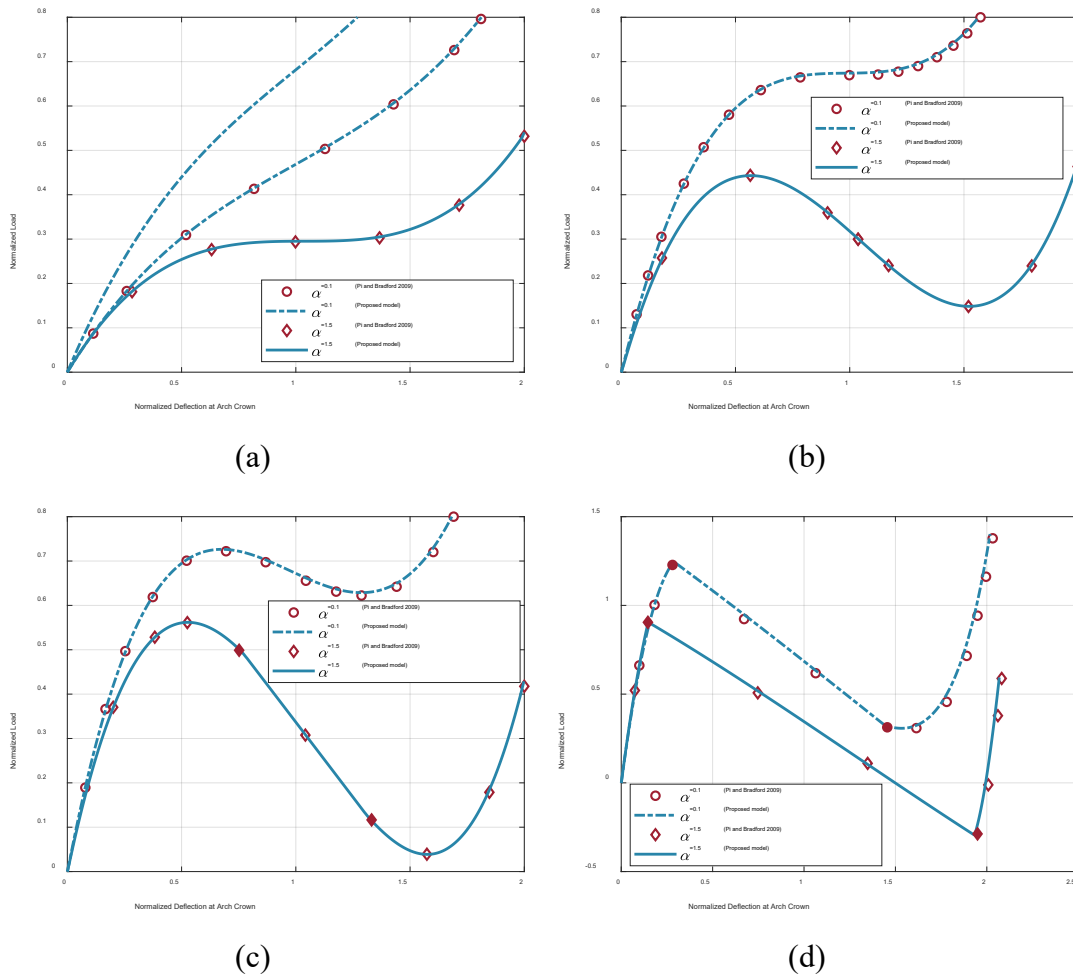 0.8
0.7
0.6
0.5
0.4
0.3
0.2
0.1
0
Normalized Load
α =0.1 (Pi and Bradford 2009)
α =0.1 (Proposed model)
α =1.5 (Pi and Bradford 2009)
α =1.5 (Proposed model)
0 0.5 1 1.5 2
Normalized Deflection at Arch Crown
(a)
0.8
0.7
0.6
0.5
0.4
0.3
0.2
0.1
0
Normalized Load
α =0.1 (Pi and Bradford 2009)
α =0.1 (Proposed model)
α =1.5 (Pi and Bradford 2009)
α =1.5 (Proposed model)
0 0.5 1 1.5
Normalized Deflection at Arch Crown
(b)
0.8
0.7
0.6
0.5
0.4
0.3
0.2
0.1
0
Normalized Load
α =0.1 (Pi and Bradford 2009)
α =0.1 (Proposed model)
α =1.5 (Pi and Bradford 2009)
α =1.5 (Proposed model)
0 0.5 1 1.5 2
Normalized Deflection at Arch Crown
(c)
1.5
1
0.5
0
-0.5
Normalized Load
α =0.1 (Pi and Bradford 2009)
α =0.1 (Proposed model)
α =1.5 (Pi and Bradford 2009)
α =1.5 (Proposed model)
0 0.5 1 1.5 2 2.5
Normalized Deflection at Arch Crown
(d)